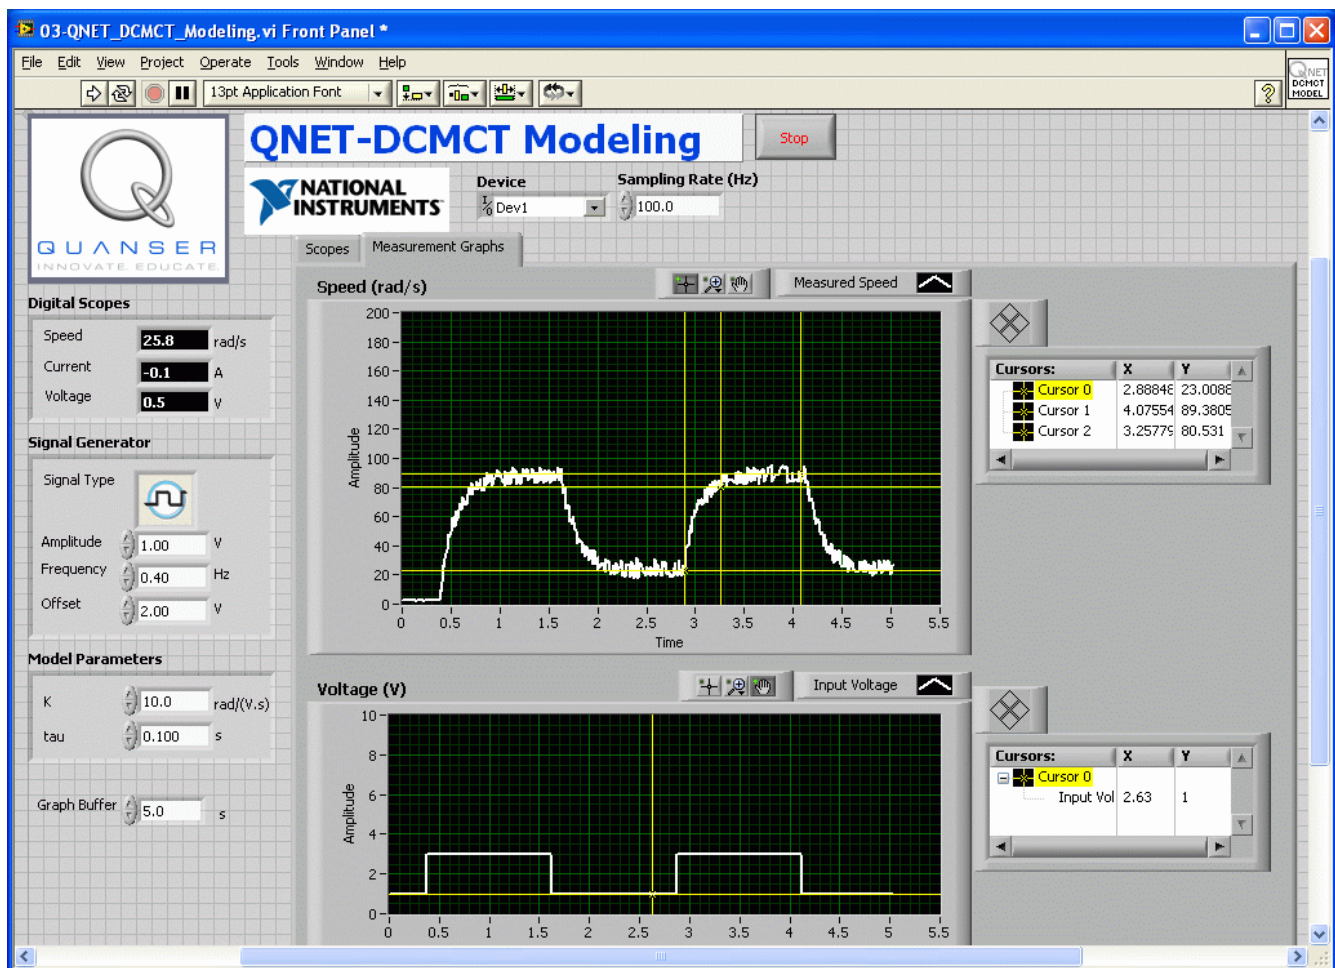 03-QNET_DCMCT_Modeling.vi Front Panel *
File Edit View Project Operate Tools Window Help
13pt Application Font
QNET
DCMCT
MODEL
QNET-DCMCT Modeling
Stop
QUANSER
INNOVATE. EDUCATE.
NATIONAL
INSTRUMENTS
Device
Dev1
Sampling Rate (Hz)
100.0
Scopes
Measurement Graphs
Digital Scopes
Speed 25.8 rad/s
Current -0.1 A
Voltage 0.5 V
Signal Generator
Signal Type
Amplitude 1.00 V
Frequency 0.40 Hz
Offset 2.00 V
Model Parameters
K 10.0 rad/(V.s)
tau 0.100 s
Graph Buffer 5.0 s
Speed (rad/s)
Measured Speed
200
180
160
140
120
100
80
60
40
20
0
Amplitude
0 0.5 1 1.5 2 2.5 3 3.5 4 4.5 5 5.5
Time
Cursors: X Y
Cursor 0 2.88848 23.0088
Cursor 1 4.07554 89.3805
Cursor 2 3.25779 80.531
Voltage (V)
Input Voltage
10
8
6
4
2
0
Amplitude
0 0.5 1 1.5 2 2.5 3 3.5 4 4.5 5 5.5
Cursors: X Y
Cursor 0
Input Vol 2.63 1